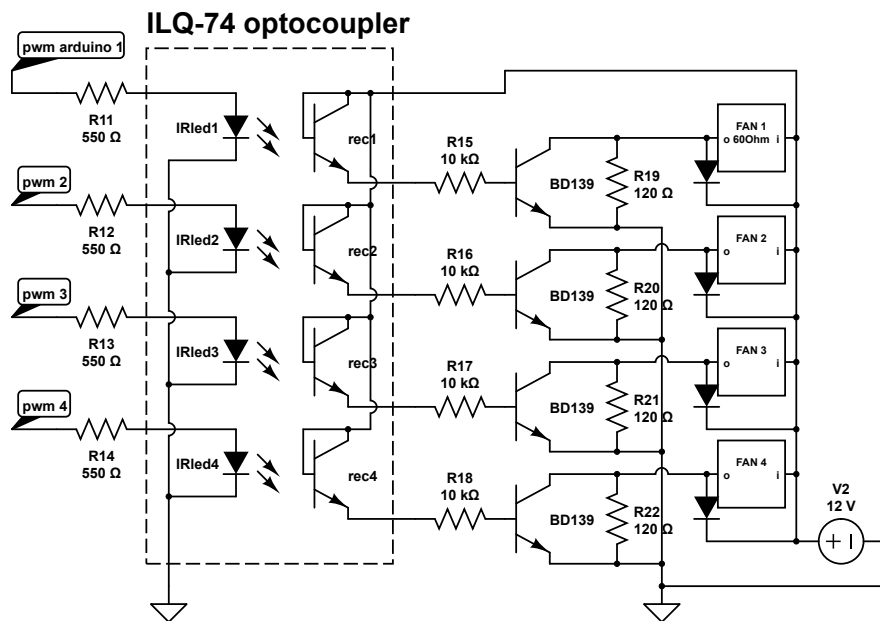 ILQ-74 optocoupler
pwm arduino 1
R11
550 Ω
IRled1
rec1
R15
10 kΩ
BD139
R19
120 Ω
FAN 1
o 60Ohm i
pwm 2
R12
550 Ω
IRled2
rec2
R16
10 kΩ
BD139
R20
120 Ω
FAN 2
o i
pwm 3
R13
550 Ω
IRled3
rec3
R17
10 kΩ
BD139
R21
120 Ω
FAN 3
o i
pwm 4
R14
550 Ω
IRled4
rec4
R18
10 kΩ
BD139
R22
120 Ω
FAN 4
o i
V2
12 V